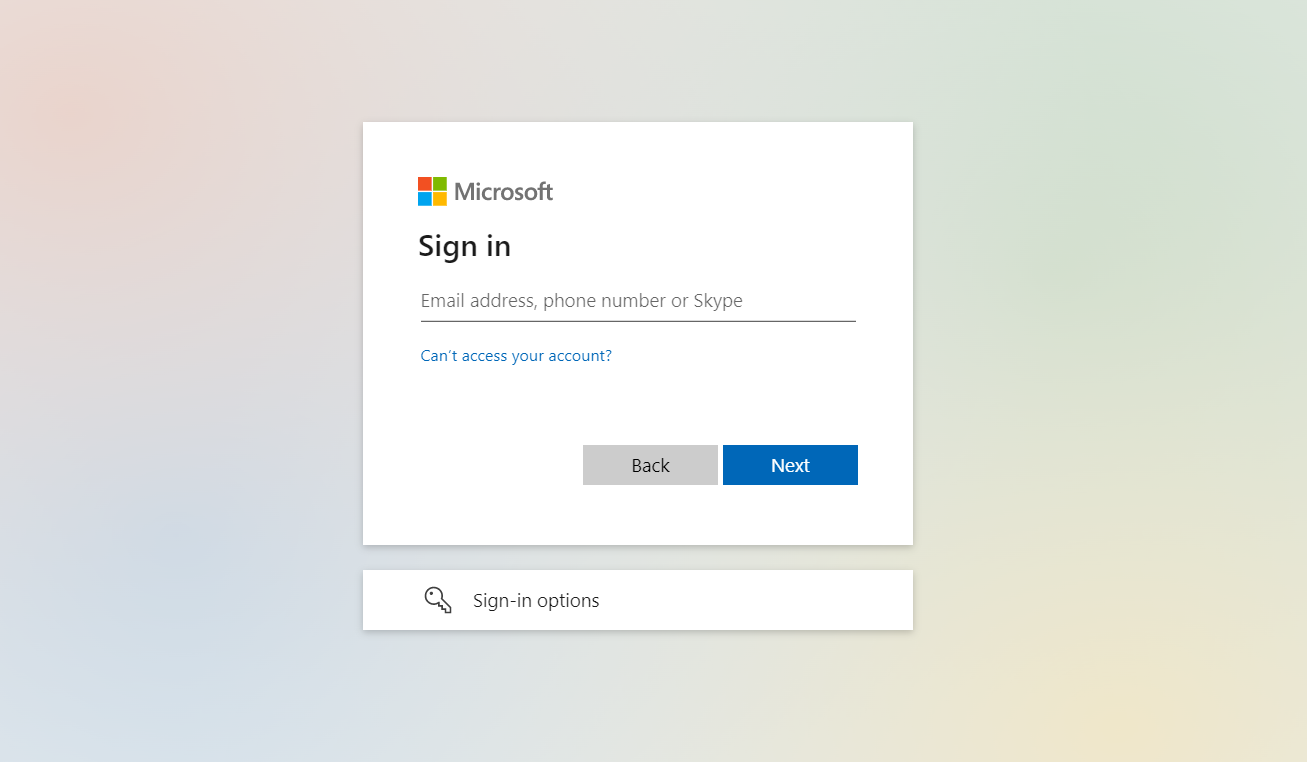 Microsoft
Sign in
Email address, phone number or Skype
Can't access your account?
Back
Next
Sign-in options